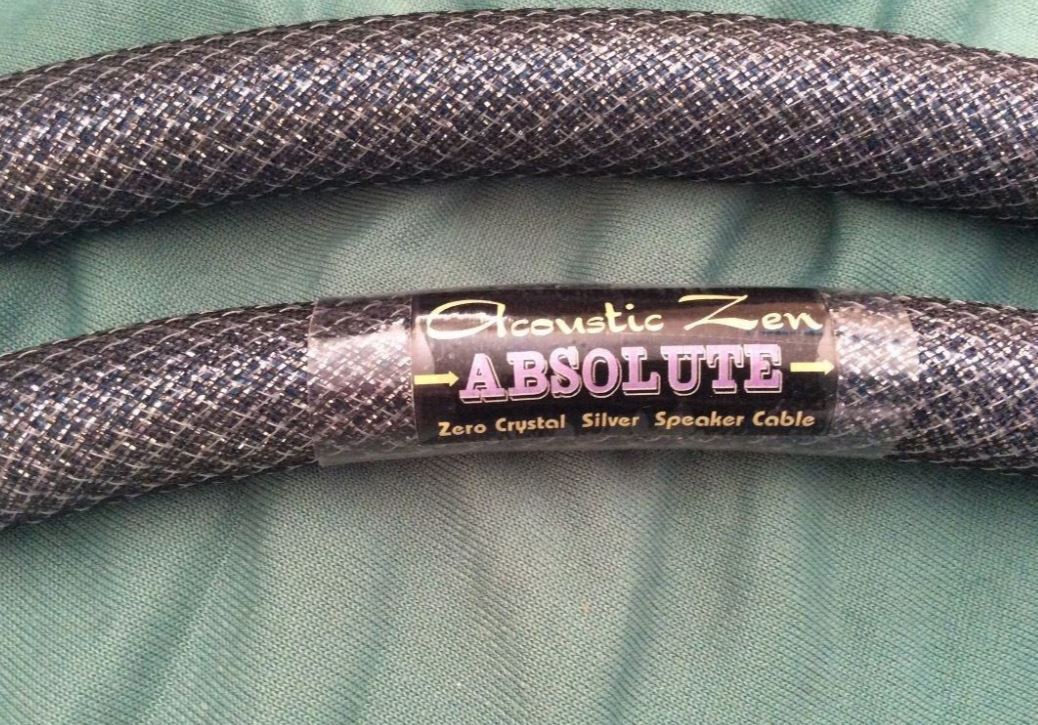 Acoustic Zen
ABSOLUTE
Zero Crystal Silver Speaker Cable